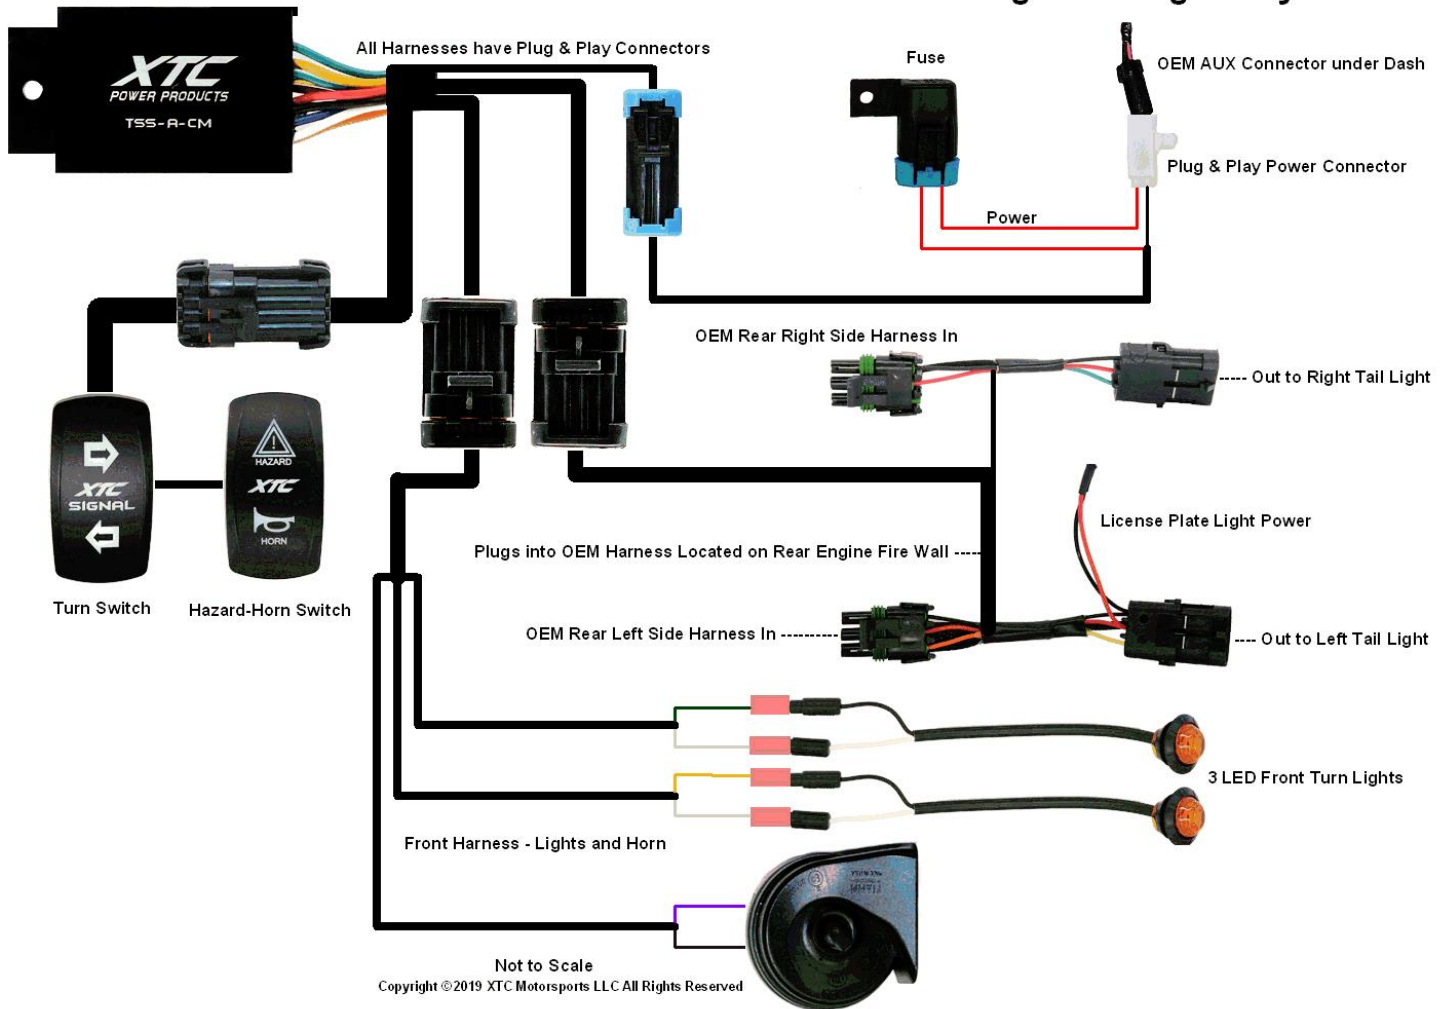 All Harnesses have Plug & Play Connectors
Fuse
OEM AUX Connector under Dash
XTC
POWER PRODUCTS
TSS-A-CM
Plug & Play Power Connector
Power
OEM Rear Right Side Harness In
Out to Right Tail Light
HAZARD
XTC
SIGNAL
XTC
HORN
License Plate Light Power
Plugs into OEM Harness Located on Rear Engine Fire Wall
Turn Switch
Hazard-Horn Switch
OEM Rear Left Side Harness In
Out to Left Tail Light
3 LED Front Turn Lights
Front Harness - Lights and Horn
Not to Scale
Copyright ©2019 XTC Motorsports LLC All Rights Reserved